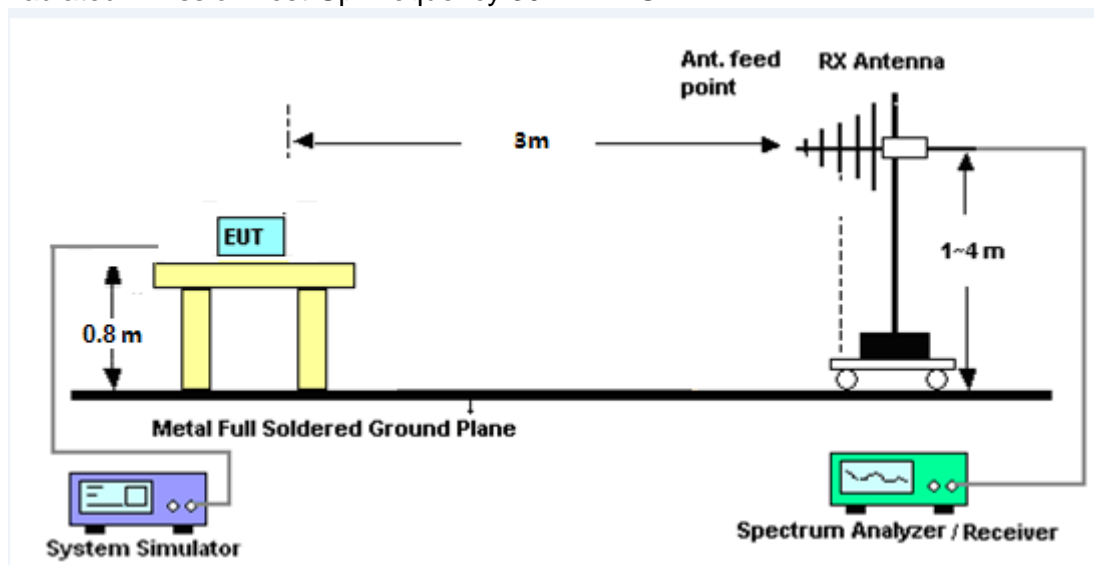 Ant. feed
point
RX Antenna
3m
EUT
1~4 m
0.8 m
Metal Full Soldered Ground Plane
System Simulator
Spectrum Analyzer / Receiver